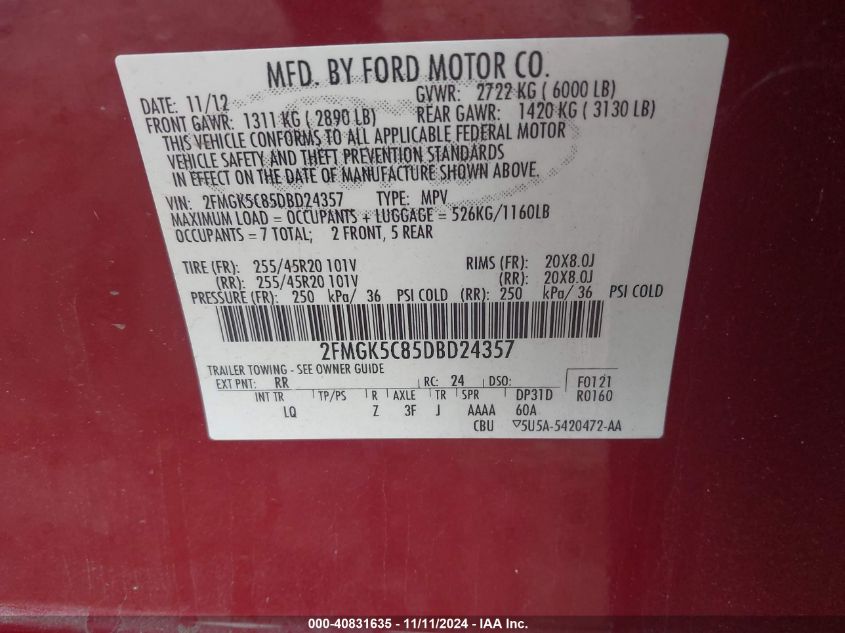 MFD. BY FORD MOTOR CO.
DATE: 11/12 GVWR: 2722 KG ( 6000 LB)
FRONT GAWR: 1311 KG ( 2890 LB) REAR GAWR: 1420 KG ( 3130 LB)
THIS VEHICLE CONFORMS TO ALL APPLICABLE FEDERAL MOTOR
VEHICLE SAFETY AND THEFT PREVENTION STANDARDS
IN EFFECT ON THE DATE OF MANUFACTURE SHOWN ABOVE.
VIN: 2FMGK5C85DBD24357 TYPE: MPV
MAXIMUM LOAD = OCCUPANTS + LUGGAGE = 526KG/1160LB
OCCUPANTS = 7 TOTAL; 2 FRONT, 5 REAR
TIRE (FR): 255/45R20 101V RIMS (FR): 20X8.0J
(RR): 255/45R20 101V (RR): 20X8.0J
PRESSURE (FR): 250 kPa/ 36 PSI COLD (RR): 250 kPa/ 36 PSI COLD
2FMGK5C85DBD24357
TRAILER TOWING - SEE OWNER GUIDE
EXT PNT: RR RC: 24 DSO: F0121
INT TR TP/PS R AXLE TR SPR DP31D R0160
LQ Z 3F J AAAA 60A
CBU ▽5U5A-5420472-AA
000-40831635 - 11/11/2024 - IAA Inc.